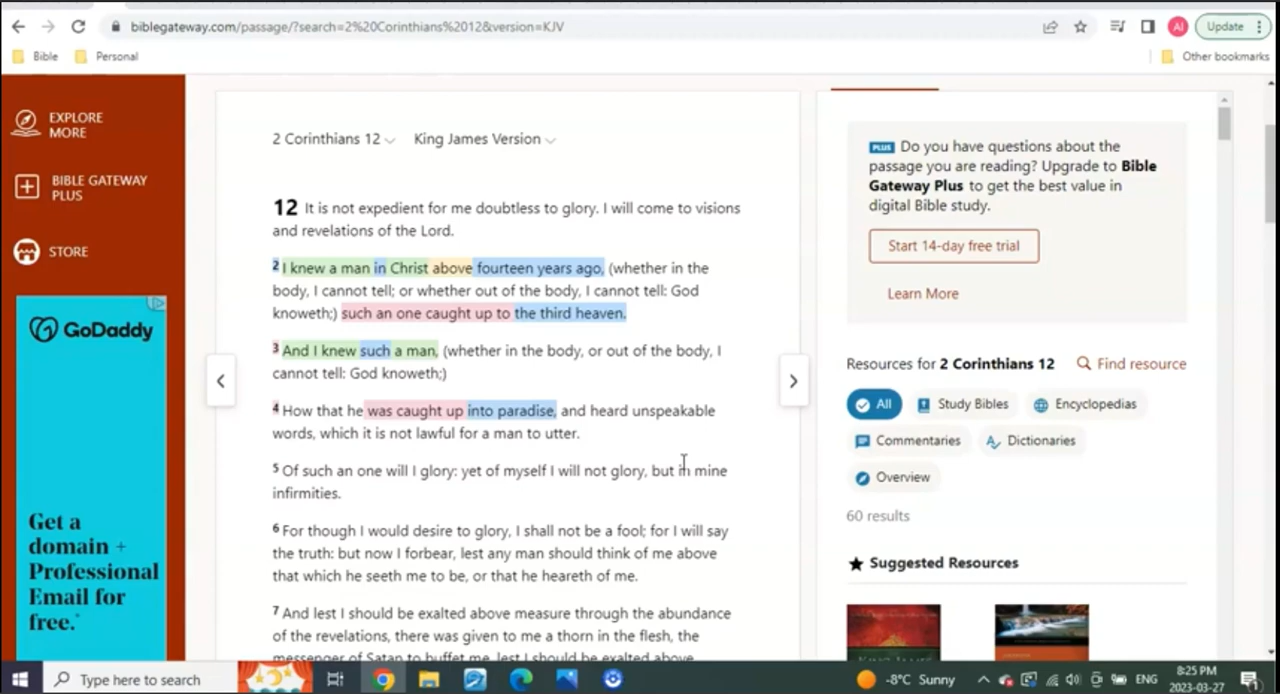 biblegateway.com/passage/?search=2%20Corinthians%2012&version=KJV
AI
Update
Bible
Personal
Other bookmarks
EXPLORE
MORE
BIBLE GATEWAY
PLUS
STORE
GoDaddy
Get a
domain +
Professional
Email for
free.*
2 Corinthians 12
King James Version
12 It is not expedient for me doubtless to glory. I will come to visions
and revelations of the Lord.
2 I knew a man in Christ above fourteen years ago, (whether in the
body, I cannot tell; or whether out of the body, I cannot tell: God
knoweth;) such an one caught up to the third heaven.
3 And I knew such a man, (whether in the body, or out of the body, I
cannot tell: God knoweth;)
4 How that he was caught up into paradise, and heard unspeakable
words, which it is not lawful for a man to utter.
5 Of such an one will I glory: yet of myself I will not glory, but in mine
infirmities.
6 For though I would desire to glory, I shall not be a fool; for I will say
the truth: but now I forbear, lest any man should think of me above
that which he seeth me to be, or that he heareth of me.
7 And lest I should be exalted above measure through the abundance
of the revelations, there was given to me a thorn in the flesh, the
messenger of Satan to buffet me, lest I should be exalted above
PLUS Do you have questions about the
passage you are reading? Upgrade to Bible
Gateway Plus to get the best value in
digital Bible study.
Start 14-day free trial
Learn More
Resources for 2 Corinthians 12
Find resource
All
Study Bibles
Encyclopedias
Commentaries
Dictionaries
Overview
60 results
Suggested Resources
Type here to search
-8°C Sunny
ENG
8:25 PM
2023-03-27